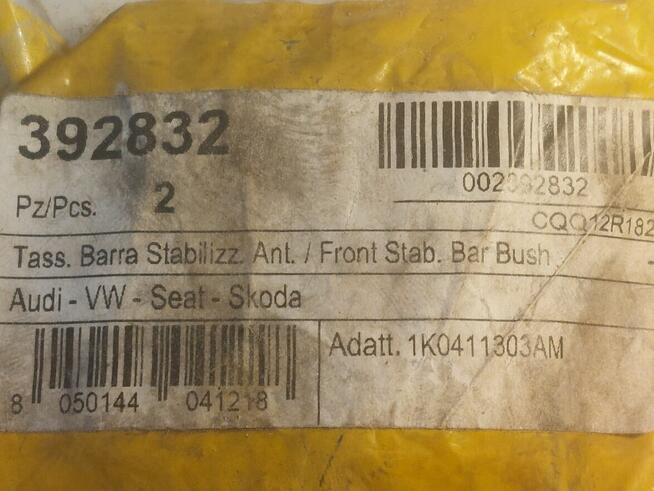 392832
002392832
Pz/Pcs. 2
CQQ12R182
Tass. Barra Stabilizz. Ant. / Front Stab. Bar Bush
Audi - VW - Seat - Skoda
Adatt. 1K0411303AM
8 050144 041218